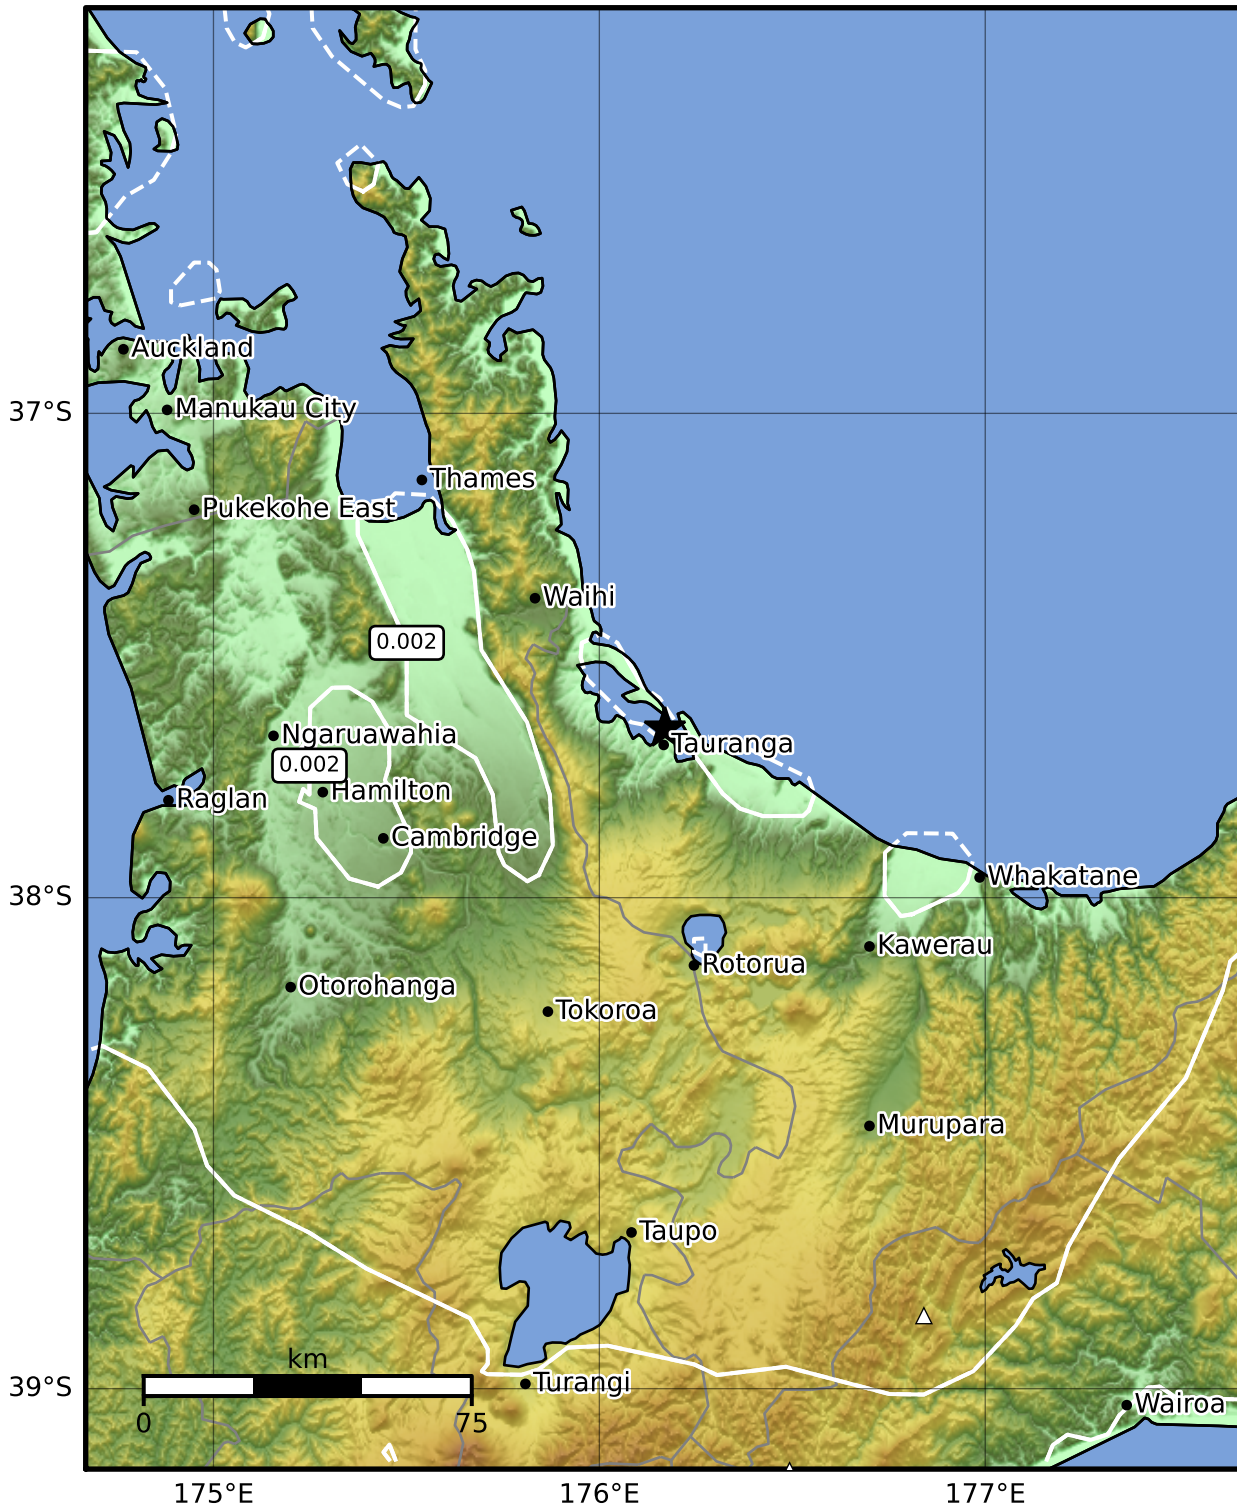 Auckland
37°S
Manukau City
Thames
Pukekohe East
Waihi
0.002
Ngaruawahia
Tauranga
0.002
Hamilton
Raglan
Cambridge
Whakatane
38°S
Kawerau
Rotorua
Otorohanga
Tokoroa
Murupara
Taupo
km
39°S
Turangi
Wairoa
0
75
175°E
176°E
177°E